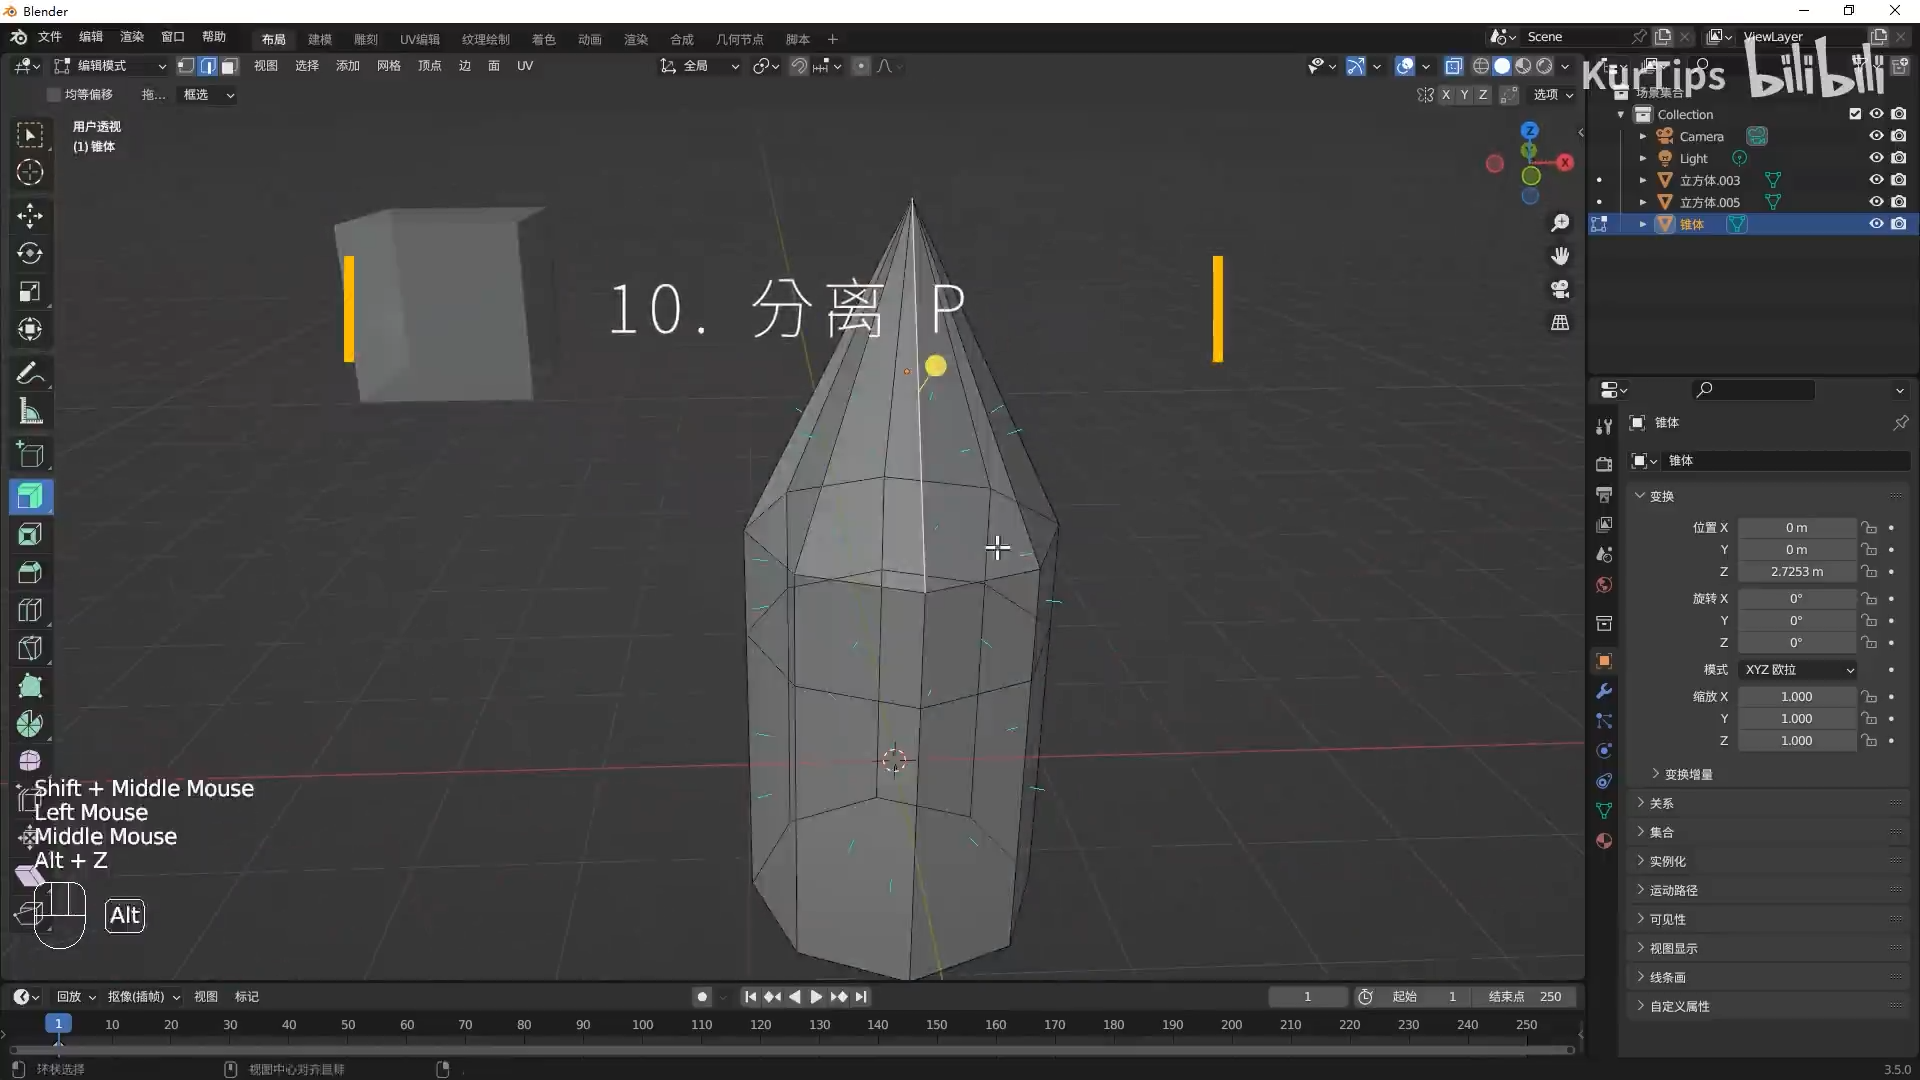 Blender
文件 编辑 渲染 窗口 帮助 布局 建模 雕刻 UV编辑 纹理绘制 着色 动画 渲染 合成 几何节点 脚本 + Scene ViewLayer
编辑模式 视图 选择 添加 网格 顶点 边 面 UV 全局
KurTips bilibili
均等偏移 拖... 框选 X Y Z 选项
场景集合
Collection
Camera
Light
立方体.003
立方体.005
锥体
用户透视
(1) 锥体
Z
X
10. 分离 P
锥体
锥体
变换
位置 X 0 m
Y 0 m
Z 2.7253 m
旋转 X 0°
Y 0°
Z 0°
模式 XYZ 欧拉
缩放 X 1.000
Y 1.000
Z 1.000
变换增量
关系
集合
实例化
运动路径
可见性
视图显示
线条画
自定义属性
Shift + Middle Mouse
Left Mouse
Middle Mouse
Alt + Z
Alt
回放 抠像(插帧) 视图 标记 1 起始 1 结束点 250
1 10 20 30 40 50 60 70 80 90 100 110 120 130 140 150 160 170 180 190 200 210 220 230 240 250
环状选择 视图中心对齐鼠标 3.5.0